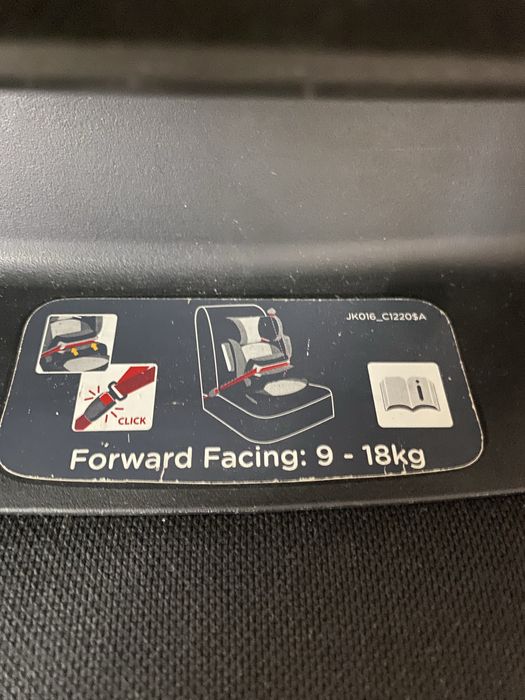 JK016_C1220$A
CLICK
i
Forward Facing: 9 - 18kg